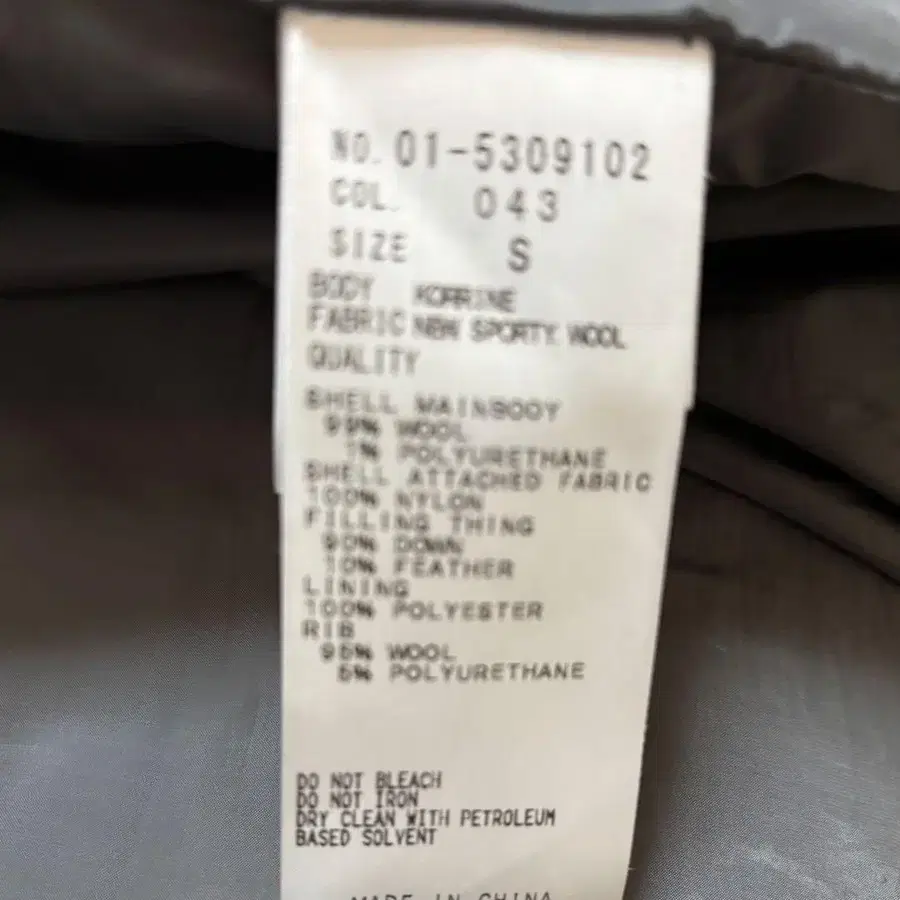 NO. 01-5309102
COL. 043
SIZE S
BODY KORRINE
FABRIC NEW SPORTY WOOL
QUALITY
SHELL MAINBODY
99% WOOL
1% POLYURETHANE
SHELL ATTACHED FABRIC
100% NYLON
FILLING THING
90% DOWN
10% FEATHER
LINING
100% POLYESTER
RIB
95% WOOL
5% POLYURETHANE
DO NOT BLEACH
DO NOT IRON
DRY CLEAN WITH PETROLEUM
BASED SOLVENT
MADE IN CHINA